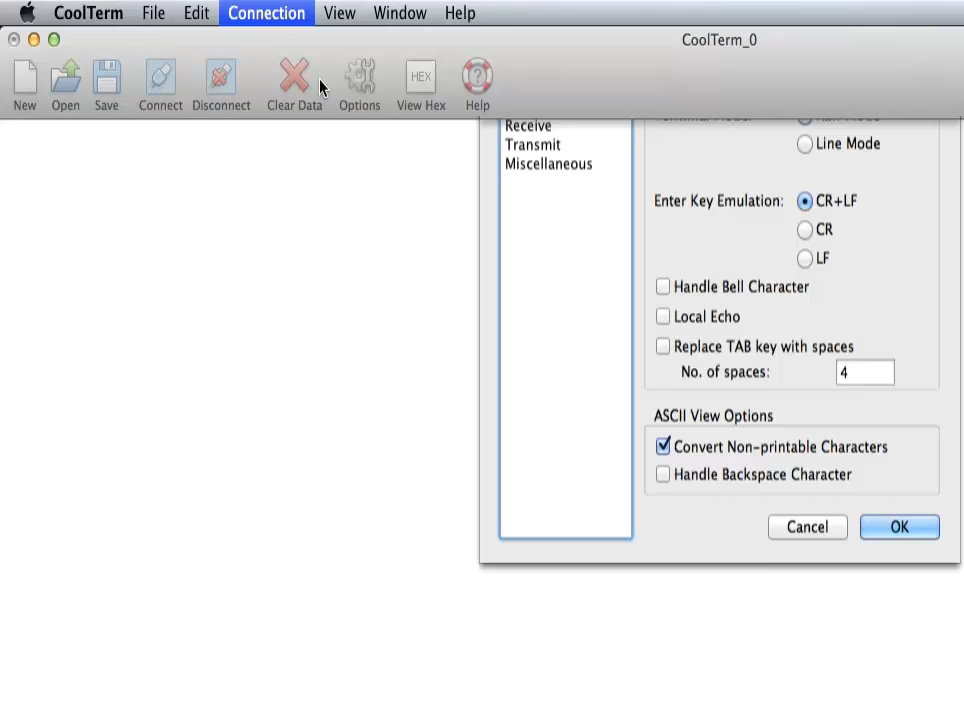 CoolTerm File Edit Connection View Window Help
CoolTerm_0
New Open Save Connect Disconnect Clear Data Options HEX View Hex Help
Receive
Transmit
Miscellaneous
Line Mode
Enter Key Emulation: CR+LF
CR
LF
Handle Bell Character
Local Echo
Replace TAB key with spaces
No. of spaces: 4
ASCII View Options
Convert Non-printable Characters
Handle Backspace Character
Cancel OK